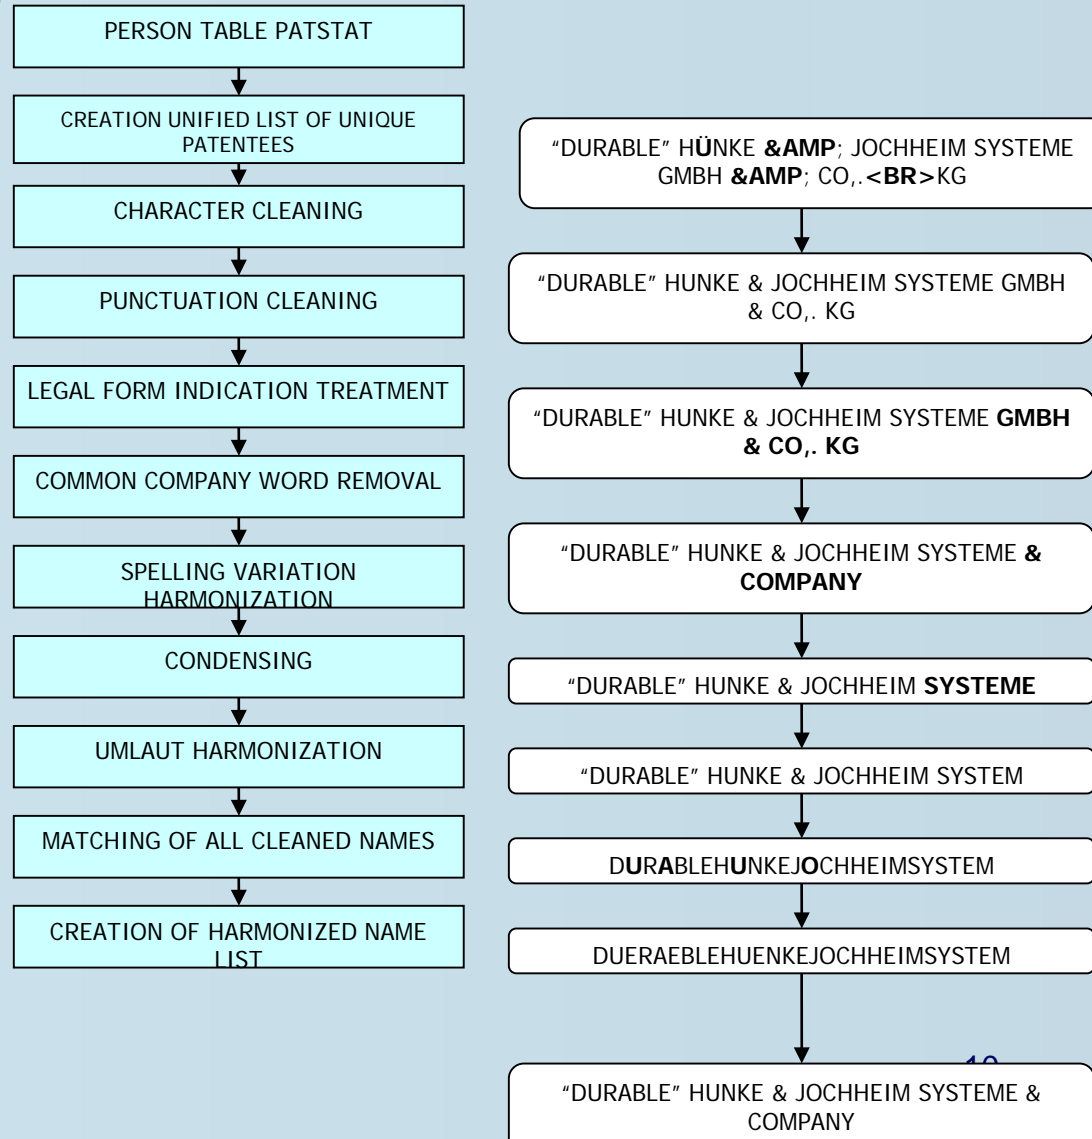 PERSON TABLE PATSTAT
CREATION UNIFIED LIST OF UNIQUE
PATENTEES
CHARACTER CLEANING
PUNCTUATION CLEANING
LEGAL FORM INDICATION TREATMENT
COMMON COMPANY WORD REMOVAL
SPELLING VARIATION
HARMONIZATION
CONDENSING
UMLAUT HARMONIZATION
MATCHING OF ALL CLEANED NAMES
CREATION OF HARMONIZED NAME
LIST
“DURABLE” HÜNKE &AMP; JOCHHEIM SYSTEME
GMBH &AMP; CO,.<BR>KG
“DURABLE” HUNKE & JOCHHEIM SYSTEME GMBH
& CO,. KG
“DURABLE” HUNKE & JOCHHEIM SYSTEME GMBH
& CO,. KG
“DURABLE” HUNKE & JOCHHEIM SYSTEME &
COMPANY
“DURABLE” HUNKE & JOCHHEIM SYSTEME
“DURABLE” HUNKE & JOCHHEIM SYSTEM
DURABLEHUNKEJOCHHEIMSYSTEM
DUERAEBLEHUENKEJOCHHEIMSYSTEM
“DURABLE” HUNKE & JOCHHEIM SYSTEME &
COMPANY